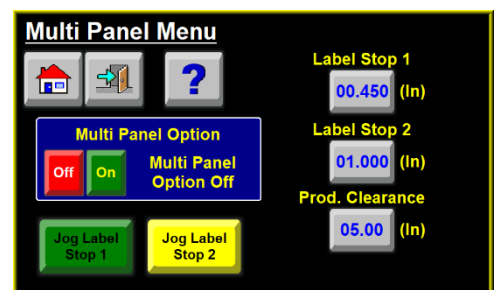 Multi Panel Menu
?
Label Stop 1
00.450 (In)
Multi Panel Option
Off On Multi Panel
Option Off
Label Stop 2
01.000 (In)
Prod. Clearance
05.00 (In)
Jog Label
Stop 1
Jog Label
Stop 2